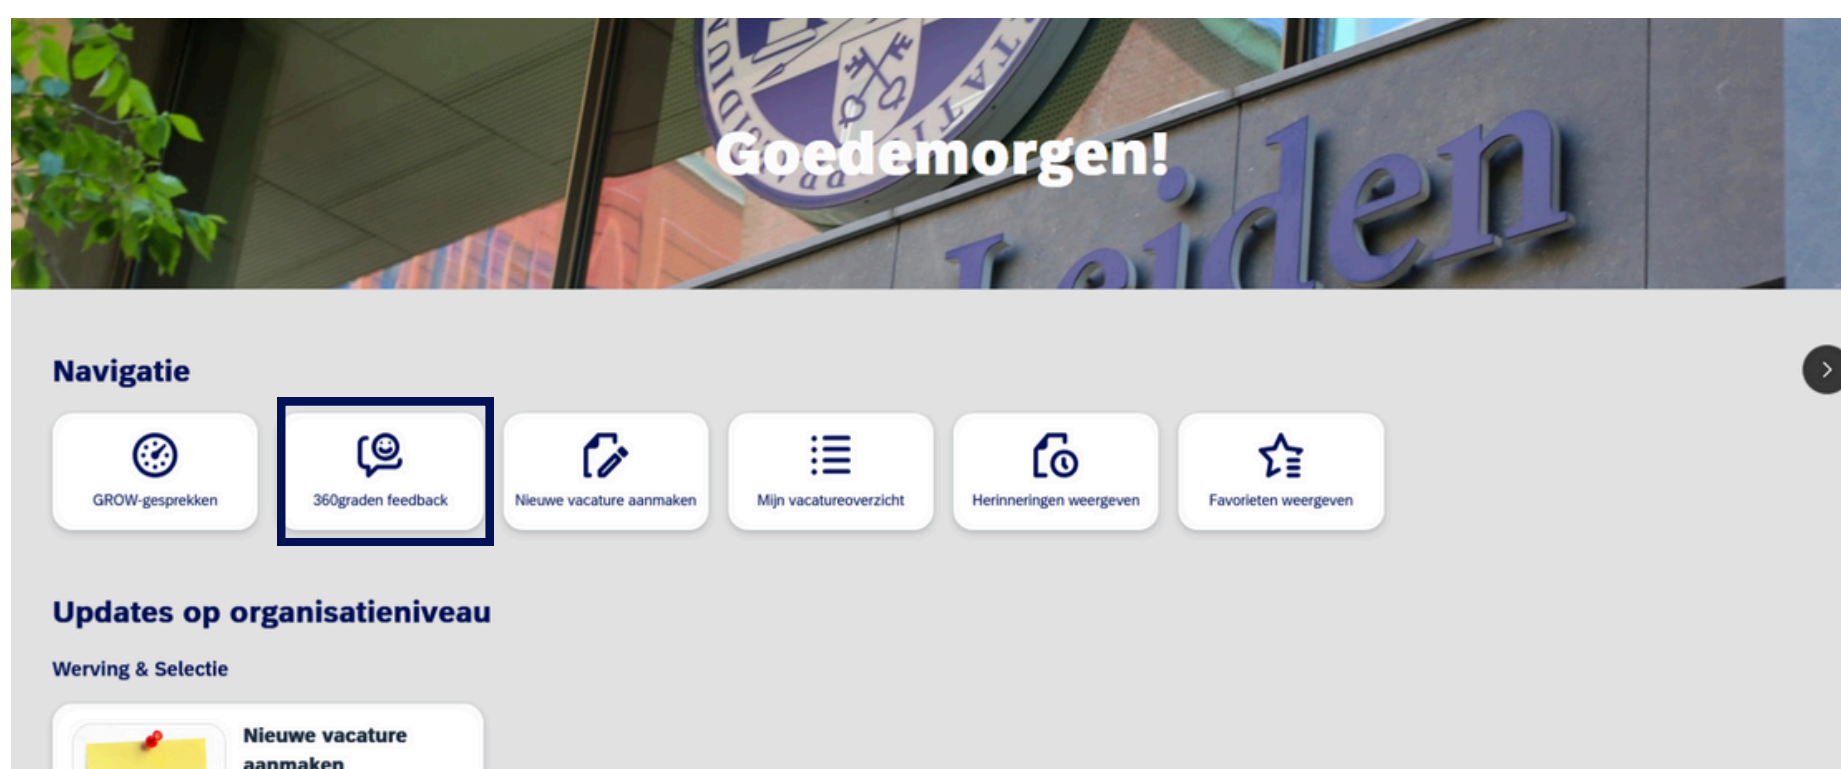 Goedemorgen!
Leiden
Navigatie
GROW-gesprekken
360graden feedback
Nieuwe vacature aanmaken
Mijn vacatureoverzicht
Herinneringen weergeven
Favorieten weergeven
Updates op organisatieniveau
Werving & Selectie
Nieuwe vacature
aanmaken